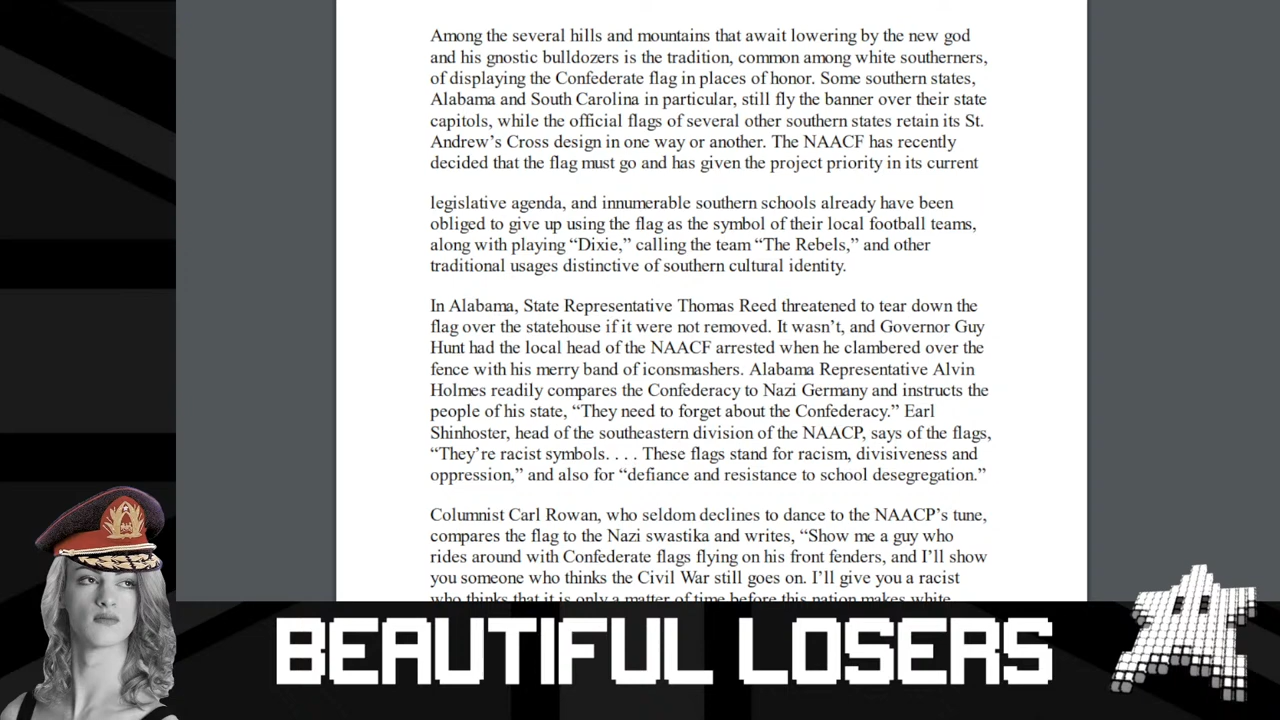 Among the several hills and mountains that await lowering by the new god
and his gnostic bulldozers is the tradition, common among white southerners,
of displaying the Confederate flag in places of honor. Some southern states,
Alabama and South Carolina in particular, still fly the banner over their state
capitols, while the official flags of several other southern states retain its St.
Andrew’s Cross design in one way or another. The NAACF has recently
decided that the flag must go and has given the project priority in its current
legislative agenda, and innumerable southern schools already have been
obliged to give up using the flag as the symbol of their local football teams,
along with playing “Dixie,” calling the team “The Rebels,” and other
traditional usages distinctive of southern cultural identity.
In Alabama, State Representative Thomas Reed threatened to tear down the
flag over the statehouse if it were not removed. It wasn’t, and Governor Guy
Hunt had the local head of the NAACF arrested when he clambered over the
fence with his merry band of iconsmashers. Alabama Representative Alvin
Holmes readily compares the Confederacy to Nazi Germany and instructs the
people of his state, “They need to forget about the Confederacy.” Earl
Shinhoster, head of the southeastern division of the NAACP, says of the flags,
“They’re racist symbols. . . . These flags stand for racism, divisiveness and
oppression,” and also for “defiance and resistance to school desegregation.”
Columnist Carl Rowan, who seldom declines to dance to the NAACP’s tune,
compares the flag to the Nazi swastika and writes, “Show me a guy who
rides around with Confederate flags flying on his front fenders, and I’ll show
you someone who thinks the Civil War still goes on. I’ll give you a racist
who thinks that it is only a matter of time before this nation makes white
BEAUTIFUL LOSERS